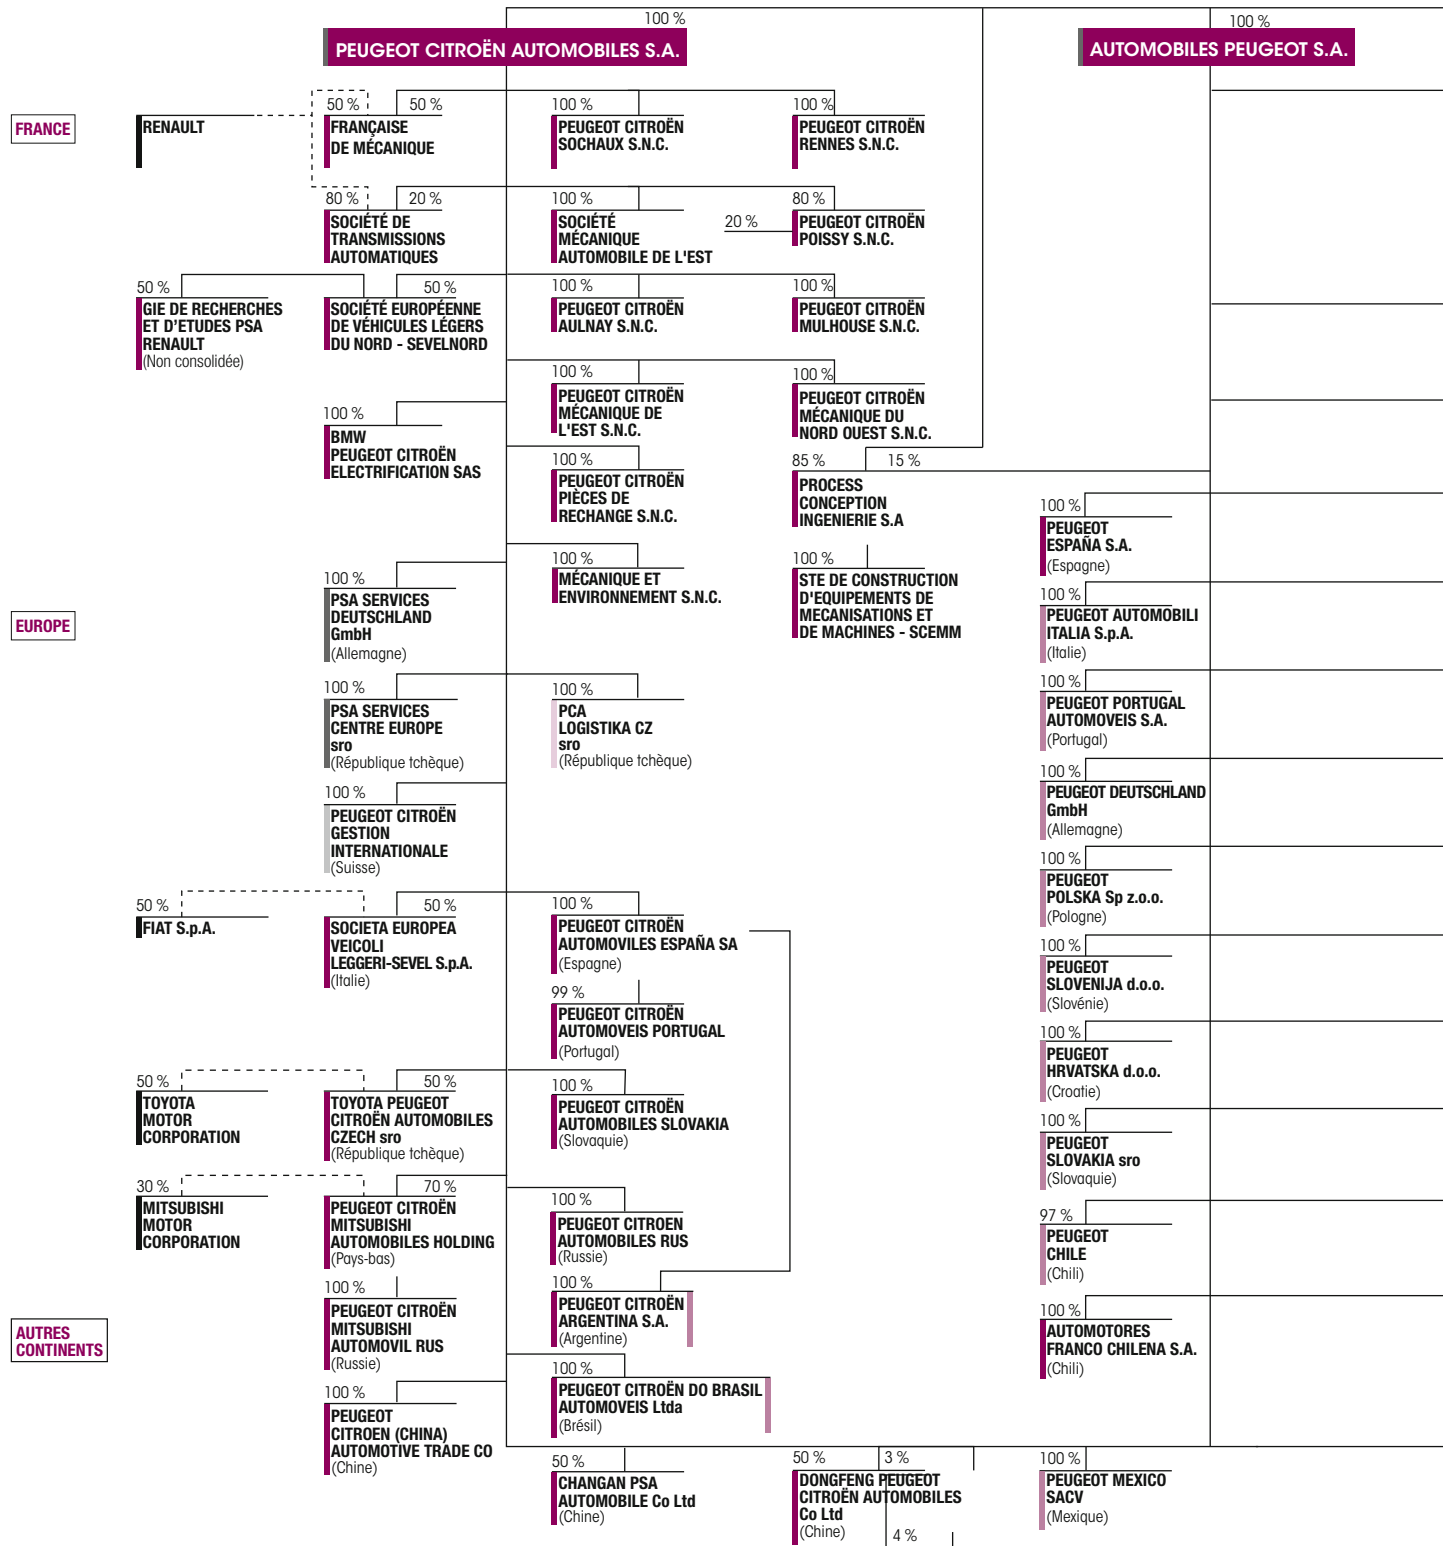 100 %
100 %
PEUGEOT CITROËN AUTOMOBILES S.A.
AUTOMOBILES PEUGEOT S.A.
FRANCE
RENAULT
50 %
50 %
FRANÇAISE
DE MÉCANIQUE
100 %
PEUGEOT CITROËN
SOCHAUX S.N.C.
100 %
PEUGEOT CITROËN
RENNES S.N.C.
80 %
20 %
SOCIÉTÉ DE
TRANSMISSIONS
AUTOMATIQUES
100 %
SOCIÉTÉ
MÉCANIQUE
AUTOMOBILE DE L'EST
20 %
80 %
PEUGEOT CITROËN
POISSY S.N.C.
50 %
GIE DE RECHERCHES
ET D'ETUDES PSA
RENAULT
(Non consolidée)
50 %
SOCIÉTÉ EUROPÉENNE
DE VÉHICULES LÉGERS
DU NORD - SEVELNORD
100 %
PEUGEOT CITROËN
AULNAY S.N.C.
100 %
PEUGEOT CITROËN
MULHOUSE S.N.C.
100 %
PEUGEOT CITROËN
MÉCANIQUE DE
L'EST S.N.C.
100 %
PEUGEOT CITROËN
MÉCANIQUE DU
NORD OUEST S.N.C.
100 %
BMW
PEUGEOT CITROËN
ELECTRIFICATION SAS
100 %
PEUGEOT CITROËN
PIÈCES DE
RECHANGE S.N.C.
85 %
15 %
PROCESS
CONCEPTION
INGENIERIE S.A
100 %
PEUGEOT
ESPAÑA S.A.
(Espagne)
100 %
MÉCANIQUE ET
ENVIRONNEMENT S.N.C.
100 %
STE DE CONSTRUCTION
D'EQUIPEMENTS DE
MECANISATIONS ET
DE MACHINES - SCEMM
EUROPE
100 %
PSA SERVICES
DEUTSCHLAND
GmbH
(Allemagne)
100 %
PEUGEOT AUTOMOBILI
ITALIA S.p.A.
(Italie)
100 %
PSA SERVICES
CENTRE EUROPE
sro
(République tchèque)
100 %
PCA
LOGISTIKA CZ
sro
(République tchèque)
100 %
PEUGEOT PORTUGAL
AUTOMOVEIS S.A.
(Portugal)
100 %
PEUGEOT CITROËN
GESTION
INTERNATIONALE
(Suisse)
100 %
PEUGEOT DEUTSCHLAND
GmbH
(Allemagne)
100 %
PEUGEOT
POLSKA Sp z.o.o.
(Pologne)
50 %
FIAT S.p.A.
50 %
SOCIETA EUROPEA
VEICOLI
LEGGERI-SEVEL S.p.A.
(Italie)
100 %
PEUGEOT CITROËN
AUTOMOVILES ESPAÑA SA
(Espagne)
100 %
PEUGEOT
SLOVENIJA d.o.o.
(Slovénie)
99 %
PEUGEOT CITROËN
AUTOMOVEIS PORTUGAL
(Portugal)
100 %
PEUGEOT
HRVATSKA d.o.o.
(Croatie)
50 %
TOYOTA
MOTOR
CORPORATION
50 %
TOYOTA PEUGEOT
CITROËN AUTOMOBILES
CZECH sro
(République tchèque)
100 %
PEUGEOT CITROËN
AUTOMOBILES SLOVAKIA
(Slovaquie)
100 %
PEUGEOT
SLOVAKIA sro
(Slovaquie)
30 %
MITSUBISHI
MOTOR
CORPORATION
70 %
PEUGEOT CITROËN
MITSUBISHI
AUTOMOBILES HOLDING
(Pays-bas)
100 %
PEUGEOT CITROEN
AUTOMOBILES RUS
(Russie)
97 %
PEUGEOT
CHILE
(Chili)
AUTRES
CONTINENTS
100 %
PEUGEOT CITROËN
MITSUBISHI
AUTOMOVIL RUS
(Russie)
100 %
PEUGEOT CITROËN
ARGENTINA S.A.
(Argentine)
100 %
AUTOMOTORES
FRANCO CHILENA S.A.
(Chili)
100 %
PEUGEOT
CITROEN (CHINA)
AUTOMOTIVE TRADE CO
(Chine)
100 %
PEUGEOT CITROËN DO BRASIL
AUTOMOVEIS Ltda
(Brésil)
50 %
CHANGAN PSA
AUTOMOBILE Co Ltd
(Chine)
50 %
3 %
DONGFENG PEUGEOT
CITROËN AUTOMOBILES
Co Ltd
(Chine)
4 %
100 %
PEUGEOT MEXICO
SACV
(Mexique)